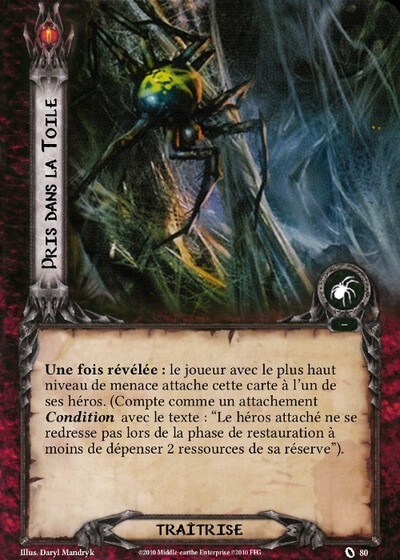 PRIS DANS LA TOILE
Une fois révélée : le joueur avec le plus haut
niveau de menace attache cette carte à l'un de
ses héros. (Compte comme un attachement
Condition avec le texte : “Le héros attaché ne se
redresse pas lors de la phase de restauration à
moins de dépenser 2 ressources de sa réserve”).
TRAÎTRISE
Illus. Daryl Mandryk
©2010 Middle-earthe Enterprise ©2010 FFG
80